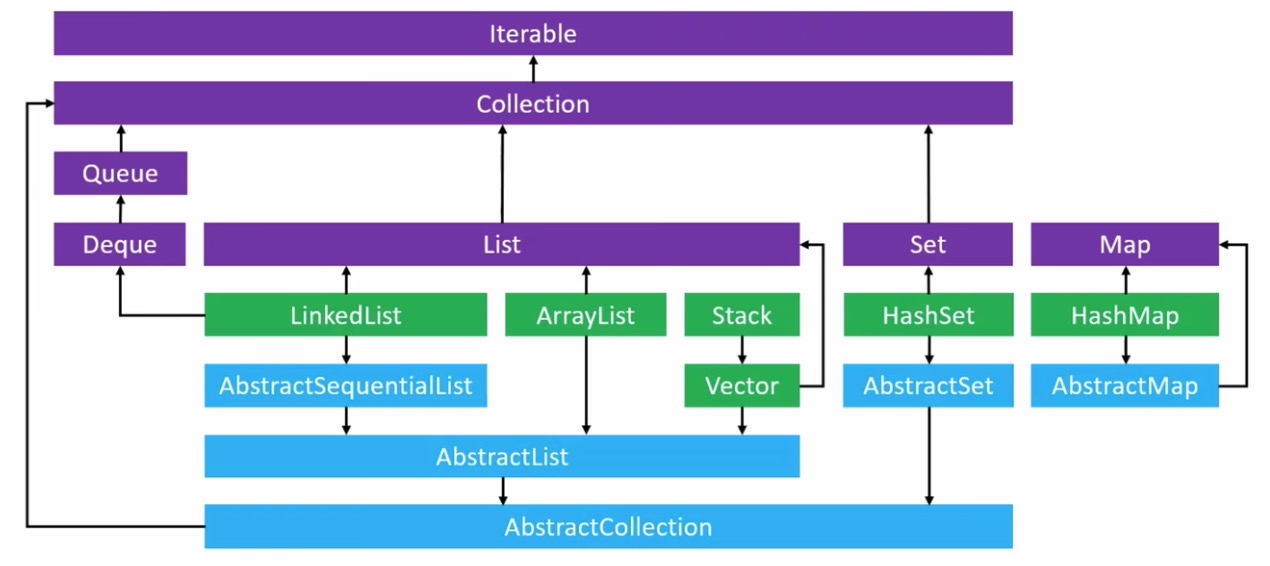 Iterable
Collection
Queue
Deque
List
Set
Map
LinkedList
ArrayList
Stack
HashSet
HashMap
AbstractSequentialList
Vector
AbstractSet
AbstractMap
AbstractList
AbstractCollection